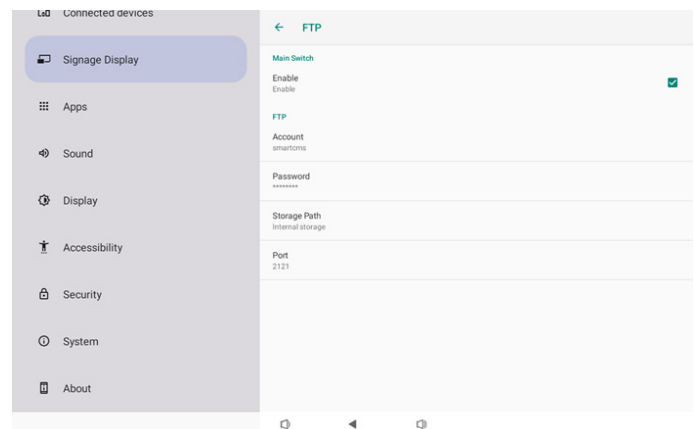 Connected devices
Signage Display
Apps
Sound
Display
Accessibility
Security
System
About
FTP
Main Switch
Enable
Enable
FTP
Account
smartcms
Password
********
Storage Path
Internal storage
Port
2121